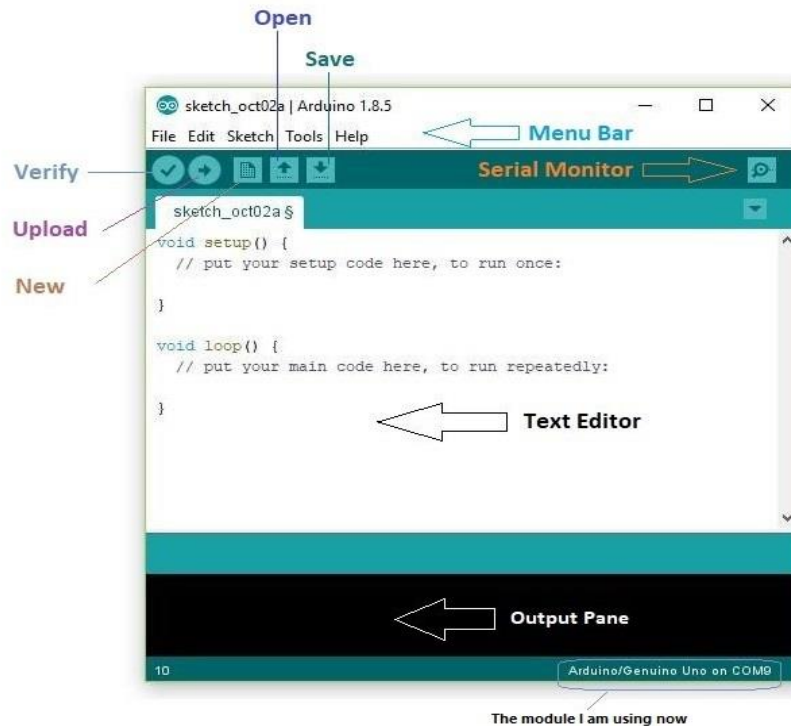 Open
Save
sketch_oct02a | Arduino 1.8.5
File Edit Sketch Tools Help
Menu Bar
Verify
Serial Monitor
Upload
sketch_oct02a §
New
void setup() {
// put your setup code here, to run once:
}
void loop() {
// put your main code here, to run repeatedly:
}
Text Editor
Output Pane
10
Arduino/Genuino Uno on COM9
The module I am using now